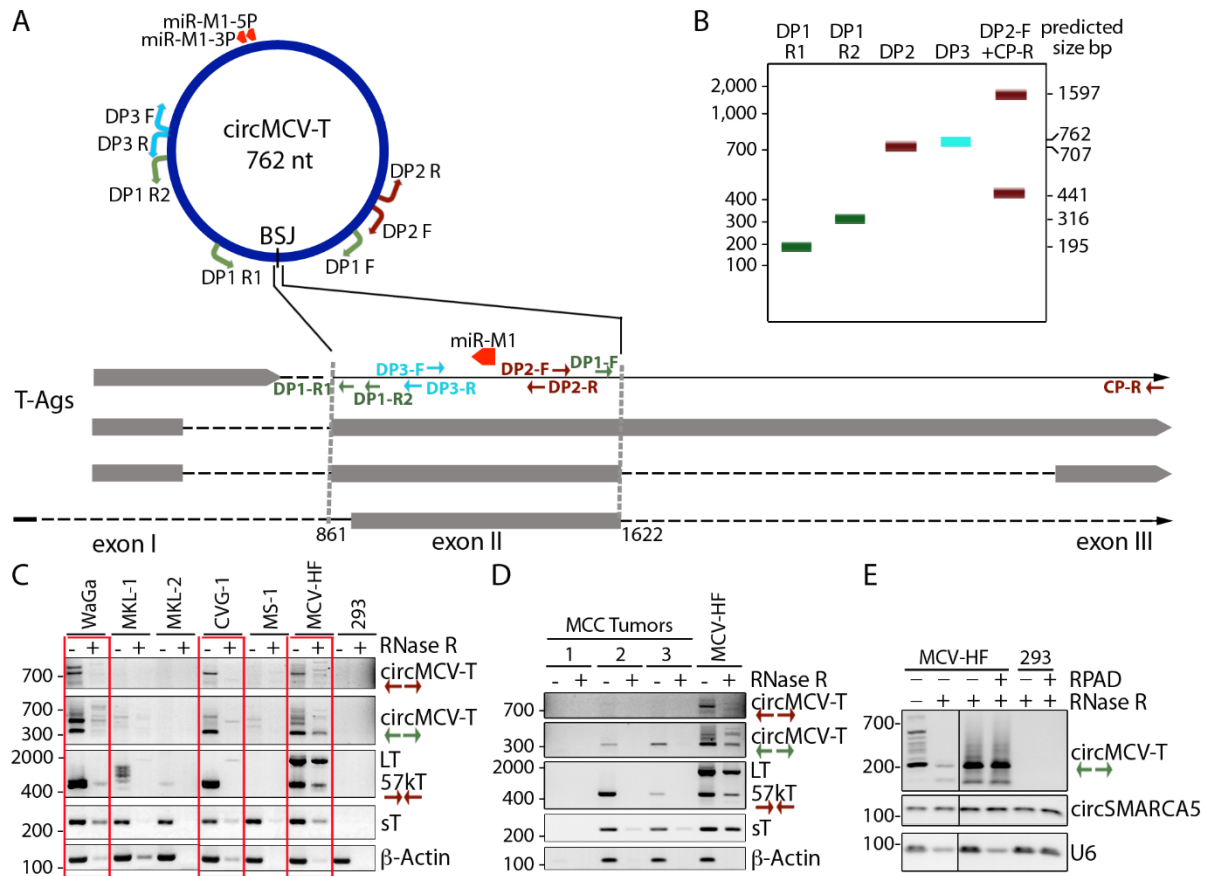 A
miR-M1-5P
miR-M1-3P
DP3 F
DP3 R
DP1 R2
circMCV-T
762 nt
DP2 R
DP2 F
DP1 F
BSJ
DP1 R1
B
DP1 R1
DP1 R2
DP2
DP3
DP2-F +CP-R
predicted size bp
2,000
1,000
700
400
300
200
100
1597
762
707
441
316
195
miR-M1
DP3-F
DP2-F
DP1-F
DP1-R1
DP1-R2
DP3-R
DP2-R
CP-R
T-Ags
861
1622
exon I
exon II
exon III
C
WaGa
MKL-1
MKL-2
CVG-1
MS-1
MCV-HF
293
- + - + - + - + - + - + - + RNase R
700
circMCV-T
700
300
circMCV-T
2000
400
LT
57kT
200
sT
100
β-Actin
D
MCC Tumors
MCV-HF
1 2 3
- + - + - + - + RNase R
700
circMCV-T
300
circMCV-T
2000
400
LT
57kT
200
sT
100
β-Actin
E
MCV-HF
293
– – – + – + RPAD
– + + + + + RNase R
700
200
circMCV-T
100
circSMARCA5
100
U6